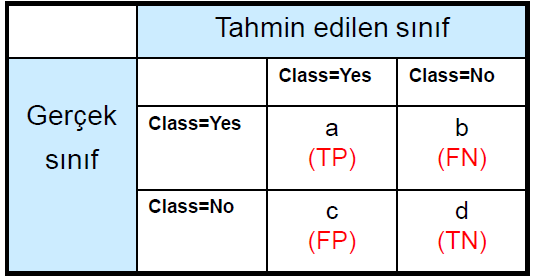 Tahmin edilen sınıf
Class=Yes Class=No
Gerçek
sınıf
Class=Yes
a b
(TP) (FN)
Class=No
c d
(FP) (TN)